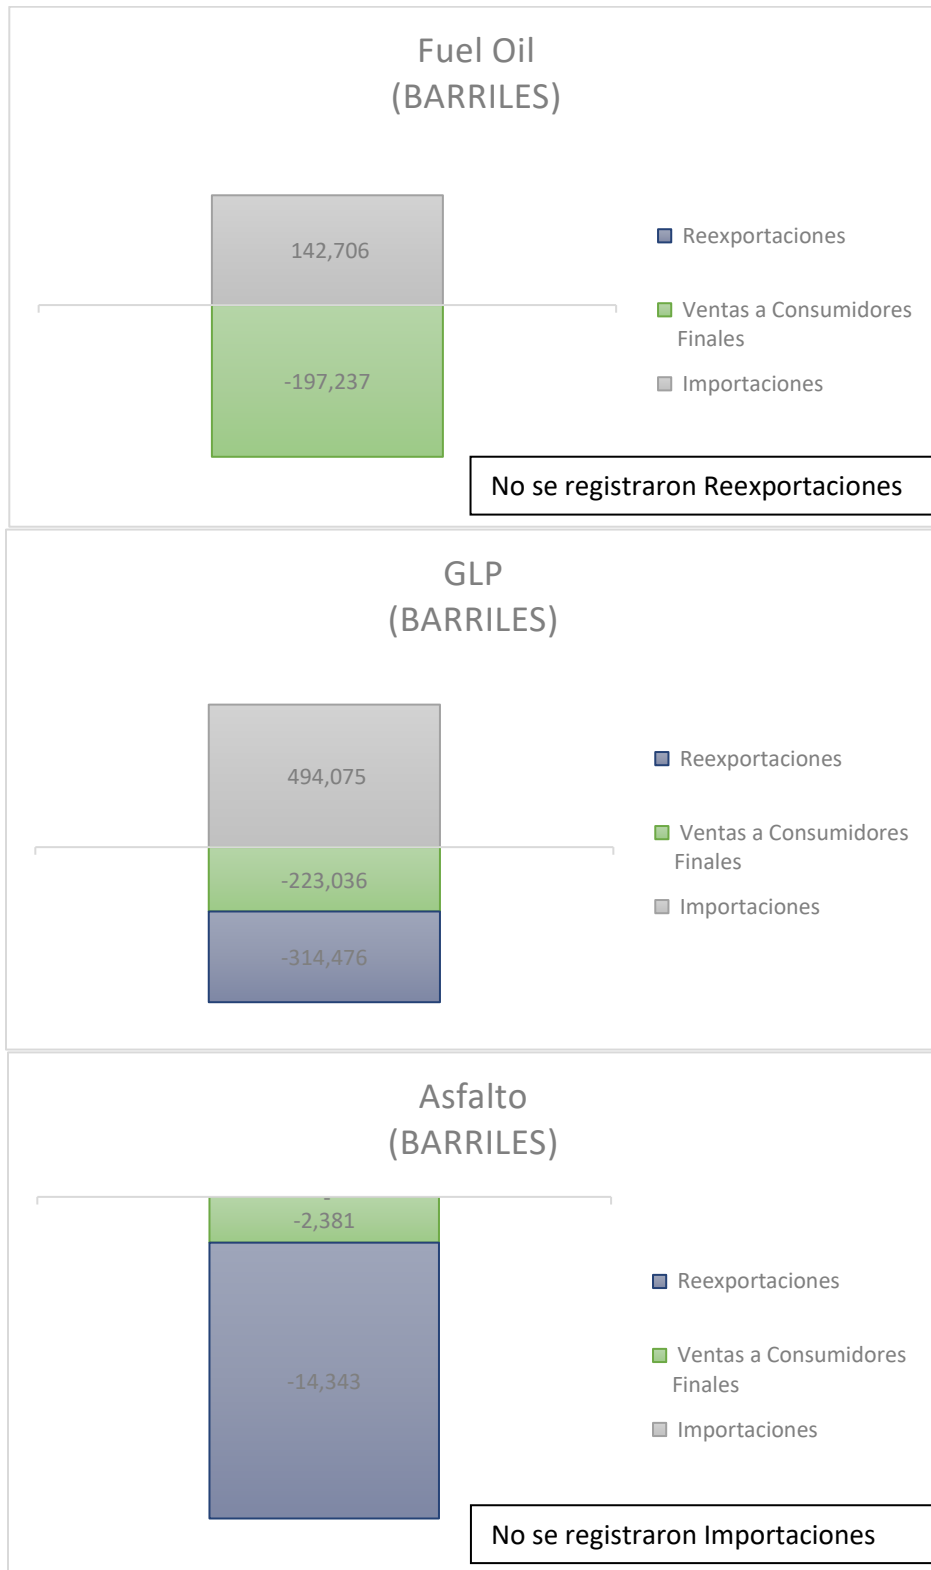 Fuel Oil
(BARRILES)
142,706
-197,237
Reexportaciones
Ventas a Consumidores
Finales
Importaciones
No se registraron Reexportaciones
GLP
(BARRILES)
494,075
-223,036
-314,476
Reexportaciones
Ventas a Consumidores
Finales
Importaciones
Asfalto
(BARRILES)
-
-2,381
-14,343
Reexportaciones
Ventas a Consumidores
Finales
Importaciones
No se registraron Importaciones